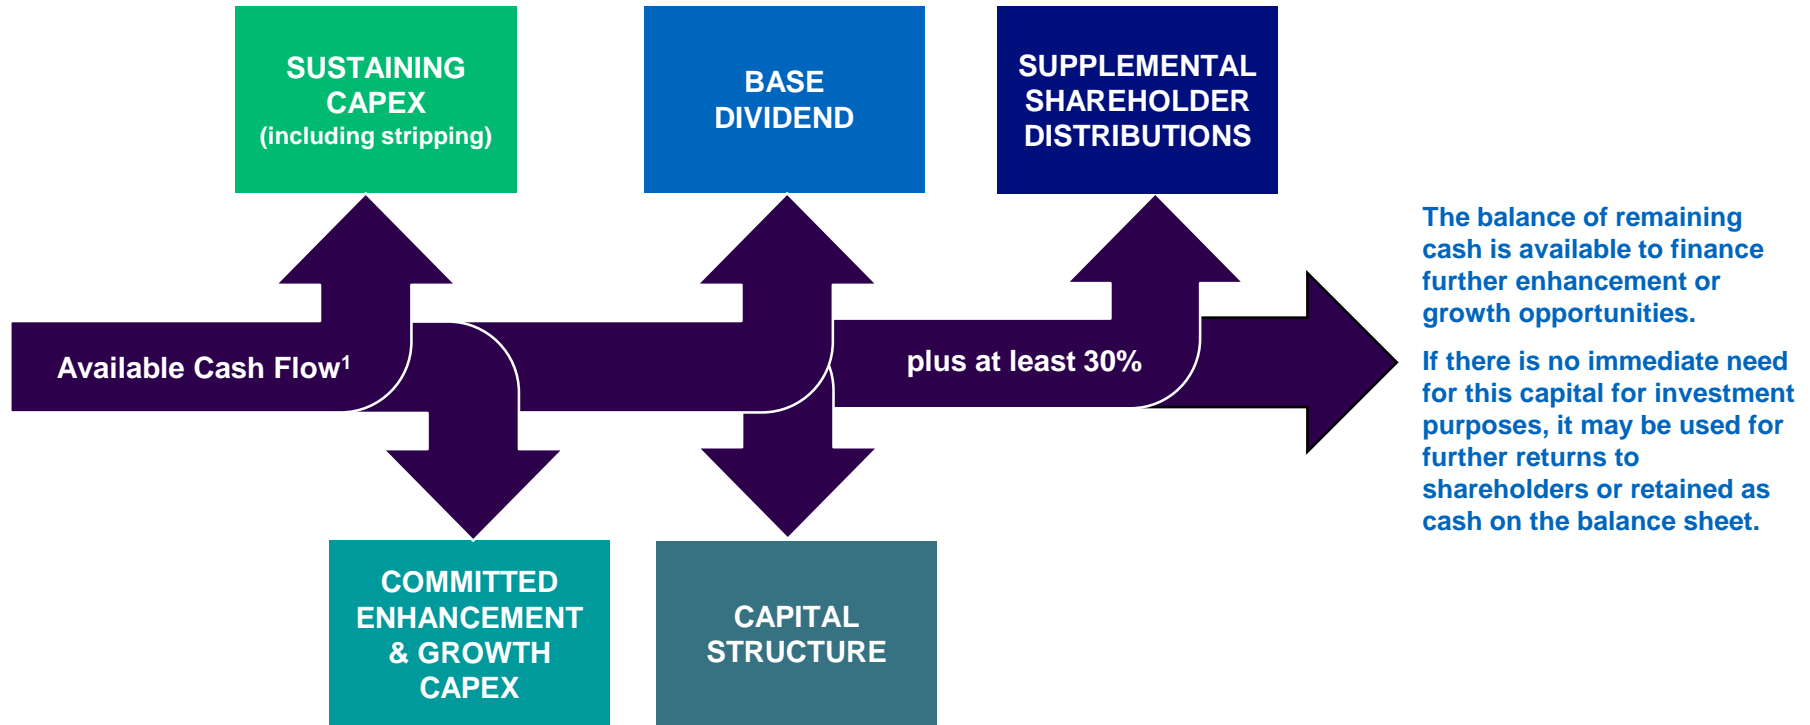 SUSTAINING
CAPEX
(including stripping)
BASE
DIVIDEND
SUPPLEMENTAL
SHAREHOLDER
DISTRIBUTIONS
Available Cash Flow¹
plus at least 30%
COMMITTED
ENHANCEMENT
& GROWTH
CAPEX
CAPITAL
STRUCTURE
The balance of remaining
cash is available to finance
further enhancement or
growth opportunities.
If there is no immediate need
for this capital for investment
purposes, it may be used for
further returns to
shareholders or retained as
cash on the balance sheet.